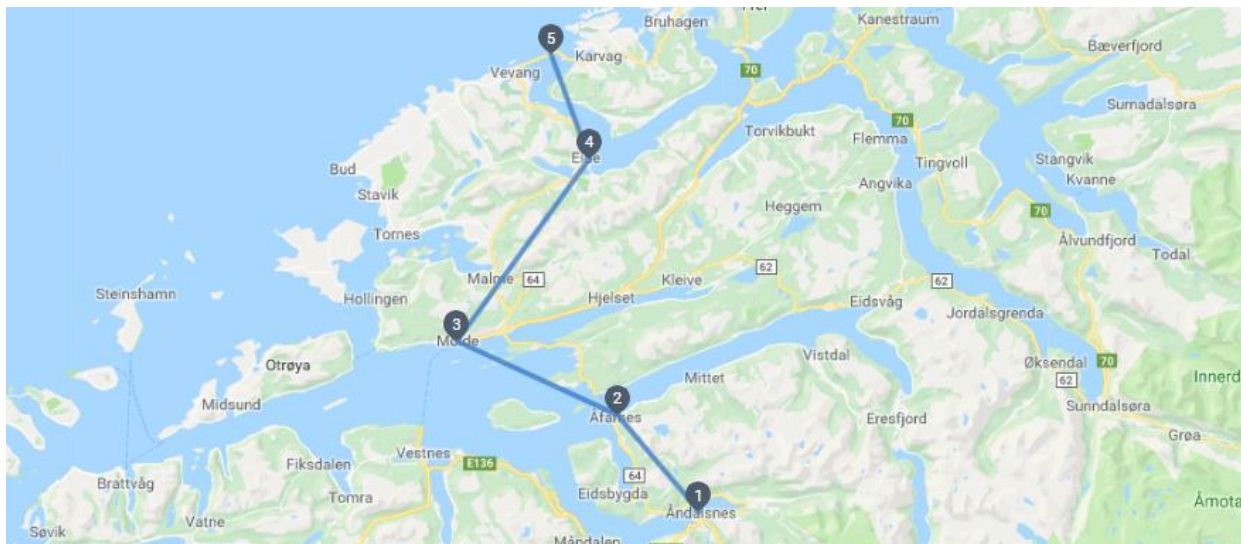 Bruhagen
Kanestraum
5
Karvag
Bæverfjord
Vevang
70
Surnadalsøra
4
Torvikbukt
Flemma
70
Bud
Tingvoll
Stangvik
Kvanne
Stavik
Angvika
Heggem
70
Tornes
Ålvundfjord
Todal
Malme
64
Kleive
62
62
Steinshamn
Hollingen
Hjelset
Eidsvåg
Jordalsgrenda
3
Molde
Otrøya
Vistdal
Øksendal
70
Mittet
62
Innerd
Midsund
2
Åfarnes
Eresfjord
Sunndalsøra
Grøa
Vestnes
Fiksdalen
E136
64
Brattvåg
Tomra
Eidsbygda
1
Åndalsnes
Åmota
Vatne
Søvik
Måndalen